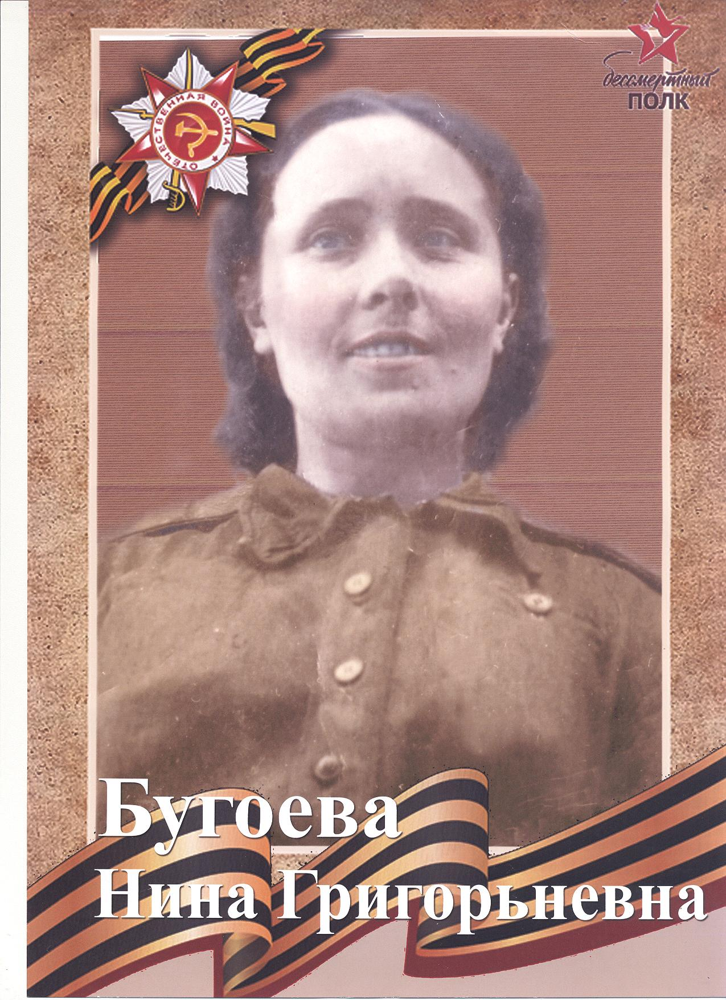 ОТЕЧЕСТВЕННАЯ ВОЙНА
бессмертный
ПОЛК
Бугоева
Нина Григорьневна